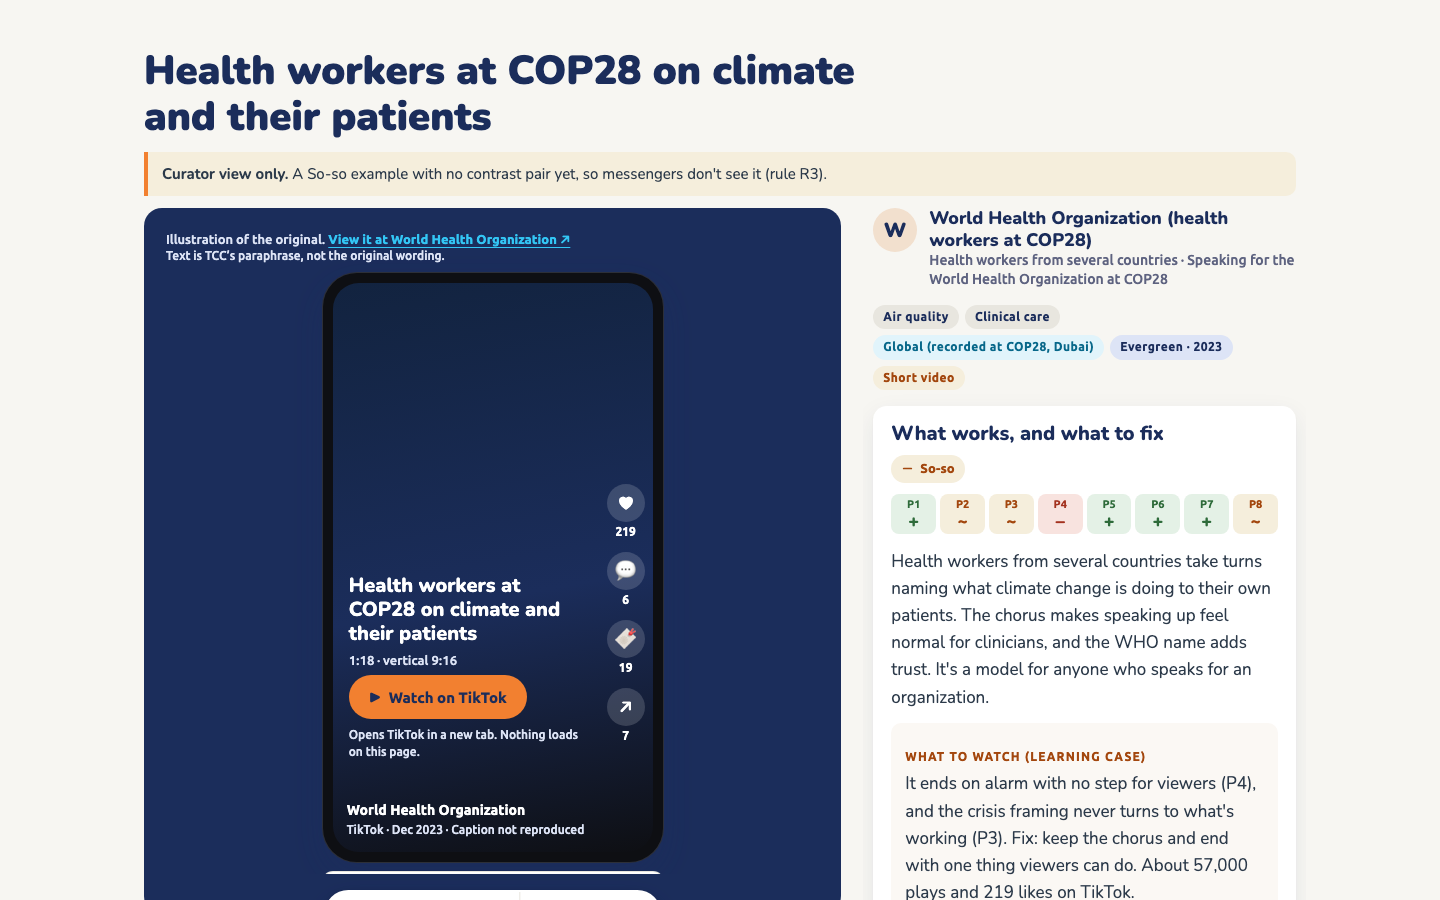 Health workers at COP28 on climate
and their patients
Curator view only. A So-so example with no contrast pair yet, so messengers don't see it (rule R3).
Illustration of the original. View it at World Health Organization ↗
Text is TCC's paraphrase, not the original wording.
219
6
19
7
Health workers at
COP28 on climate and
their patients
1:18 · vertical 9:16
▶ Watch on TikTok
Opens TikTok in a new tab. Nothing loads
on this page.
World Health Organization
TikTok · Dec 2023 · Caption not reproduced
W
World Health Organization (health
workers at COP28)
Health workers from several countries · Speaking for the
World Health Organization at COP28
Air quality
Clinical care
Global (recorded at COP28, Dubai)
Evergreen · 2023
Short video
What works, and what to fix
– So-so
P1 P2 P3 P4 P5 P6 P7 P8
+ ~ ~ – + + + ~
Health workers from several countries take turns
naming what climate change is doing to their own
patients. The chorus makes speaking up feel
normal for clinicians, and the WHO name adds
trust. It's a model for anyone who speaks for an
organization.
WHAT TO WATCH (LEARNING CASE)
It ends on alarm with no step for viewers (P4),
and the crisis framing never turns to what's
working (P3). Fix: keep the chorus and end
with one thing viewers can do. About 57,000
plays and 219 likes on TikTok.